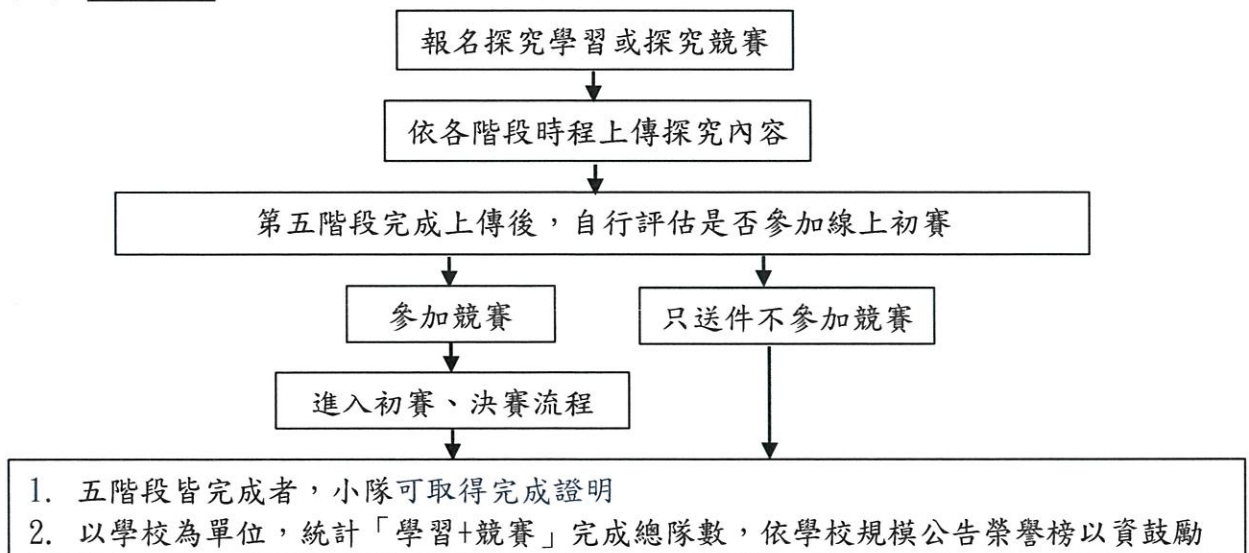 報名探究學習或探究競賽
依各階段時程上傳探究內容
第五階段完成上傳後，自行評估是否參加線上初賽
參加競賽
只送件不參加競賽
進入初賽、決賽流程
1. 五階段皆完成者，小隊可取得完成證明
2. 以學校為單位，統計「學習+競賽」完成總隊數，依學校規模公告榮譽榜以資鼓勵